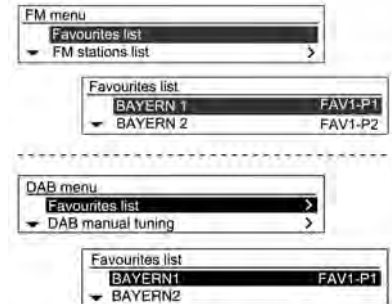 FM menu
Favourites list
FM stations list >
Favourites list
BAYERN 1 FAV1-P1
BAYERN 2 FAV1-P2
DAB menu
Favourites list >
DAB manual tuning >
Favourites list
BAYERN1 FAV1-P1
BAYERN2